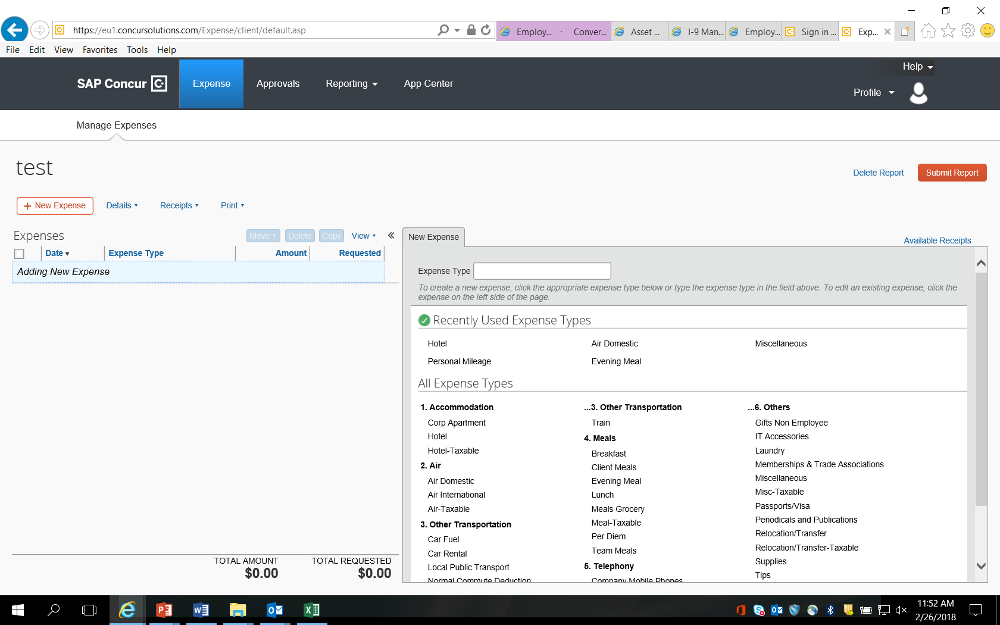 https://eu1.concursolutions.com/Expense/client/default.asp
Employ...
Conver...
Asset ...
I-9 Man...
Employ...
Sign in ...
Exp...
File Edit View Favorites Tools Help
SAP Concur C
Expense
Approvals
Reporting
App Center
Help
Profile
Manage Expenses
test
Delete Report
Submit Report
+ New Expense
Details
Receipts
Print
Expenses
Move
Delete
Copy
View
«
Date
Expense Type
Amount
Requested
Adding New Expense
TOTAL AMOUNT
$0.00
TOTAL REQUESTED
$0.00
New Expense
Available Receipts
Expense Type
To create a new expense, click the appropriate expense type below or type the expense type in the field above. To edit an existing expense, click the
expense on the left side of the page.
Recently Used Expense Types
Hotel
Air Domestic
Miscellaneous
Personal Mileage
Evening Meal
All Expense Types
1. Accommodation
Corp Apartment
Hotel
Hotel-Taxable
2. Air
Air Domestic
Air International
Air-Taxable
3. Other Transportation
Car Fuel
Car Rental
Local Public Transport
Normal Commute Deduction
...3. Other Transportation
Train
4. Meals
Breakfast
Client Meals
Evening Meal
Lunch
Meals Grocery
Meal-Taxable
Per Diem
Team Meals
5. Telephony
Company Mobile Phones
...6. Others
Gifts Non Employee
IT Accessories
Laundry
Memberships & Trade Associations
Miscellaneous
Misc-Taxable
Passports/Visa
Periodicals and Publications
Relocation/Transfer
Relocation/Transfer-Taxable
Supplies
Tips
11:52 AM
2/26/2018